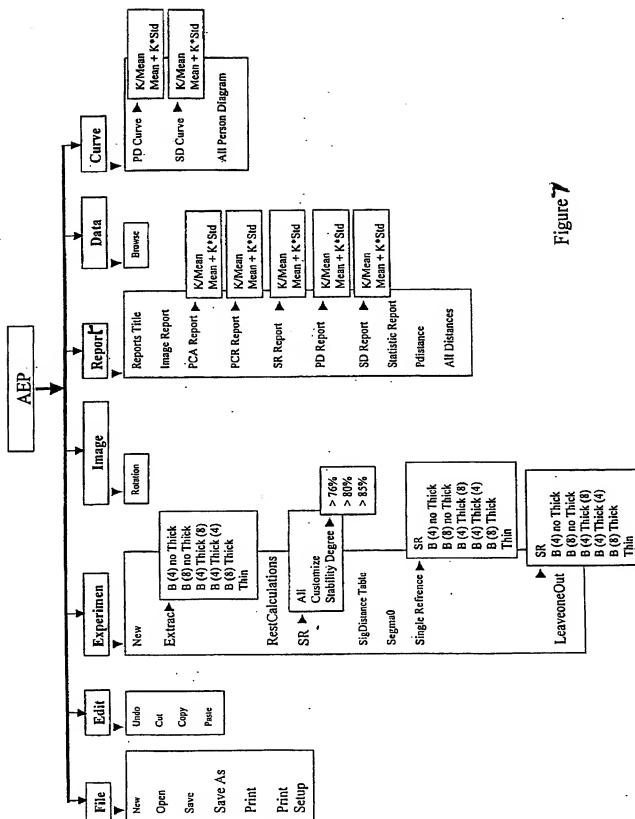 AEP
File
New
Open
Save
Save As
Print
Print
Setup
Edit
Undo
Cut
Copy
Paste
Experimen
New
Extrac
B (4) no Thick
B (8) no Thick
B (4) Thick (8)
B (4) Thick (4)
B (8) Thick
Thin
RestCalculations
SR
All
Customize
Stability Degree
> 76%
> 80%
> 85%
SigDistance Table
Segma0
Single Refrence
SR
B (4) no Thick
B (8) no Thick
B (4) Thick (8)
B (4) Thick (4)
B (8) Thick
Thin
LeaveoneOut
SR
B (4) no Thick
B (8) no Thick
B (4) Thick (8)
B (4) Thick (4)
B (8) Thick
Thin
Image
Rotation
Report
Reports Title
Image Report
PCA Report
K/Mean
Mean + K*Std
PCR Report
K/Mean
Mean + K*Std
SR Report
K/Mean
Mean + K*Std
PD Report
K/Mean
Mean + K*Std
SD Report
K/Mean
Mean + K*Std
Statistic Report
Pdistance
All Distances
Data
Browse
Curve
PD Curve
K/Mean
Mean + K*Std
SD Curve
K/Mean
Mean + K*Std
All Person Diagram
Figure 7